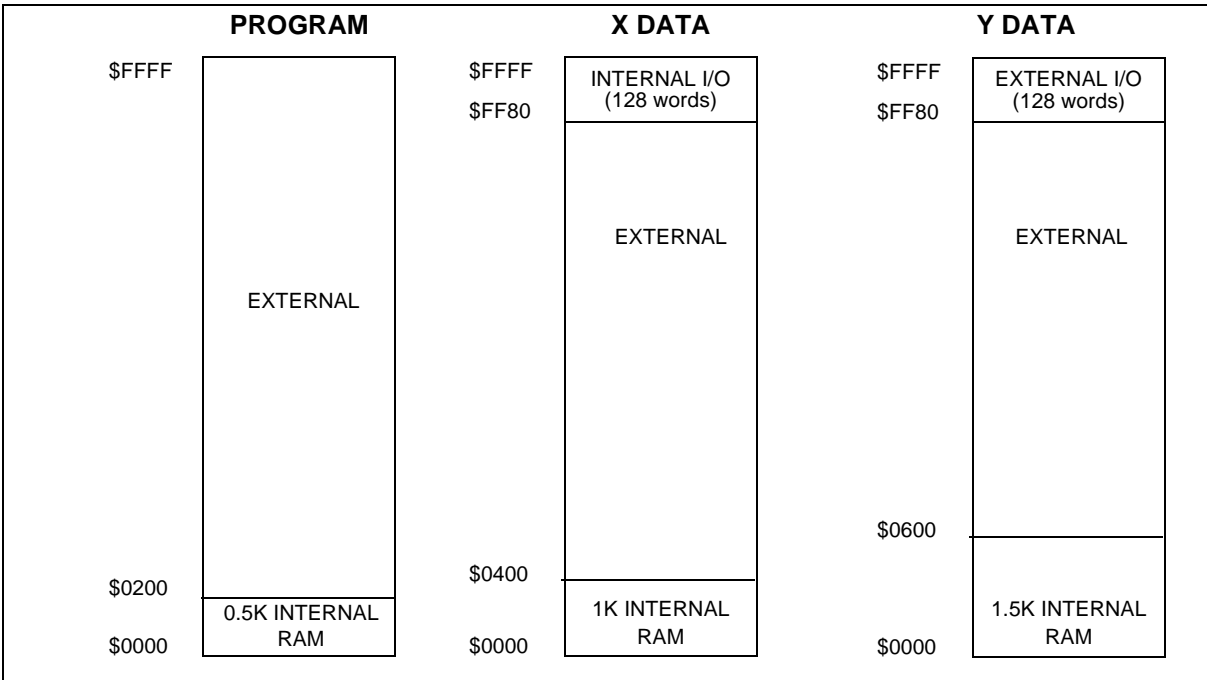 PROGRAM
$FFFF
EXTERNAL
$0200
0.5K INTERNAL
RAM
$0000
X DATA
$FFFF
INTERNAL I/O
(128 words)
$FF80
EXTERNAL
$0400
1K INTERNAL
RAM
$0000
Y DATA
$FFFF
EXTERNAL I/O
(128 words)
$FF80
EXTERNAL
$0600
1.5K INTERNAL
RAM
$0000